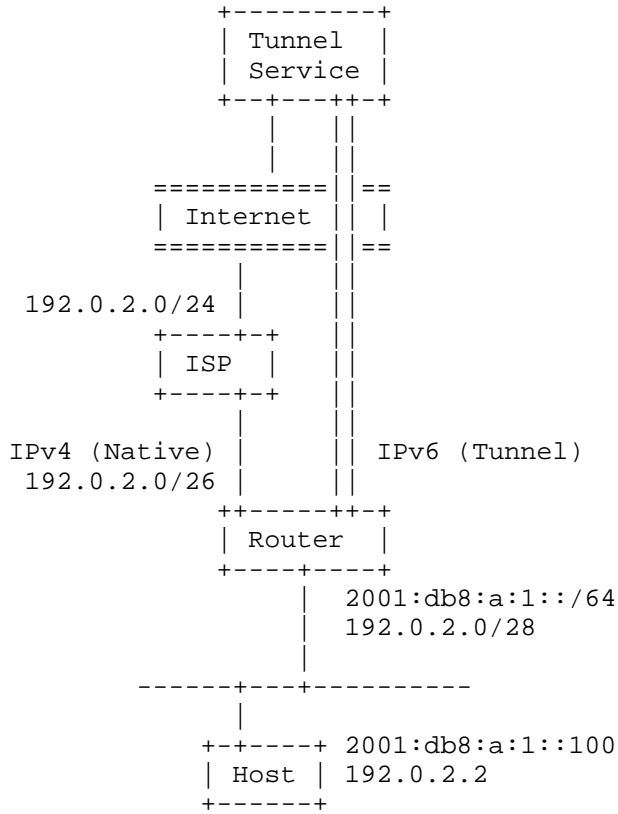 Tunnel
Service
Internet
192.0.2.0/24
ISP
IPv4 (Native)
IPv6 (Tunnel)
192.0.2.0/26
Router
2001:db8:a:1::/64
192.0.2.0/28
2001:db8:a:1::100
Host
192.0.2.2